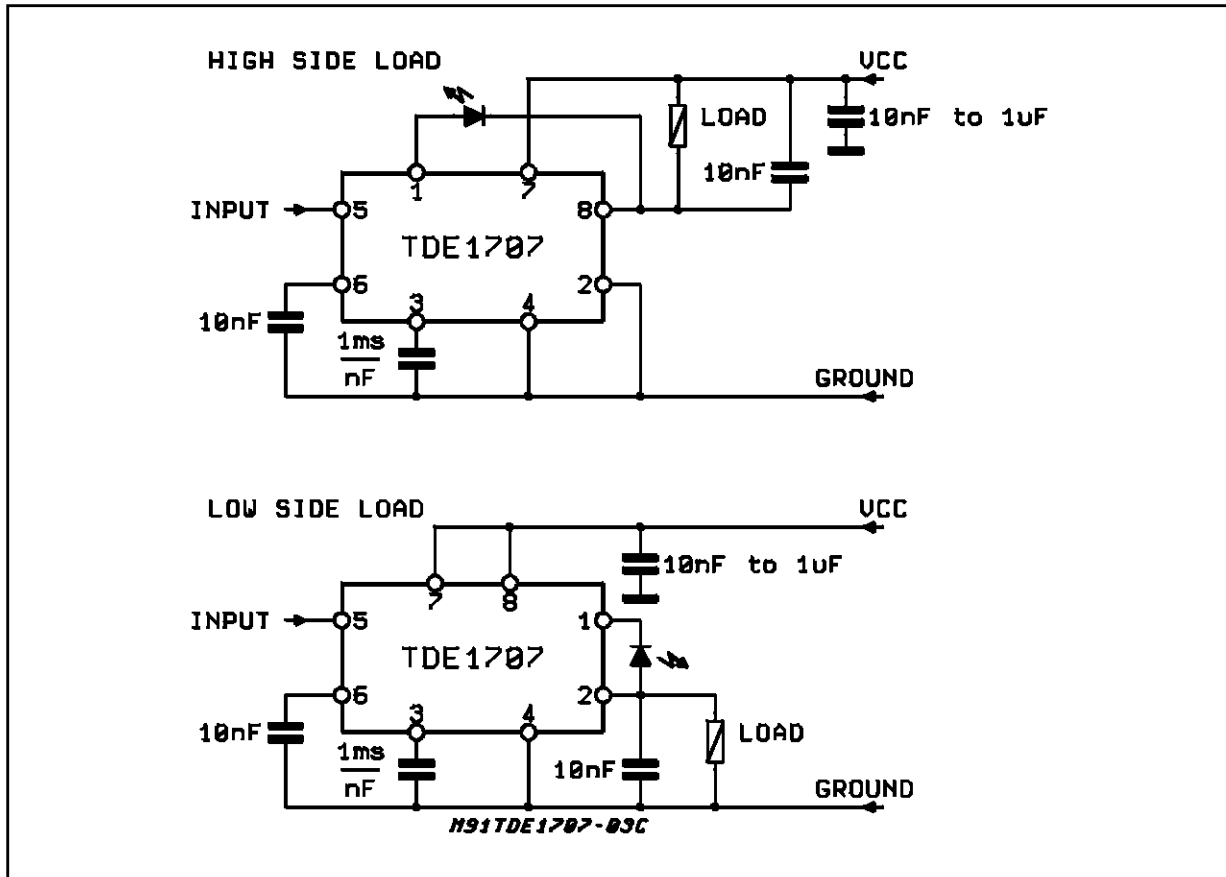 HIGH SIDE LOAD
VCC
LOAD
10nF to 1uF
10nF
1
7
INPUT
5
8
TDE1707
6
2
10nF
3
4
1ms
nF
GROUND
LOW SIDE LOAD
VCC
10nF to 1uF
7
8
INPUT
5
1
TDE1707
6
2
10nF
3
4
LOAD
1ms
nF
10nF
GROUND
M91TDE1707-03C